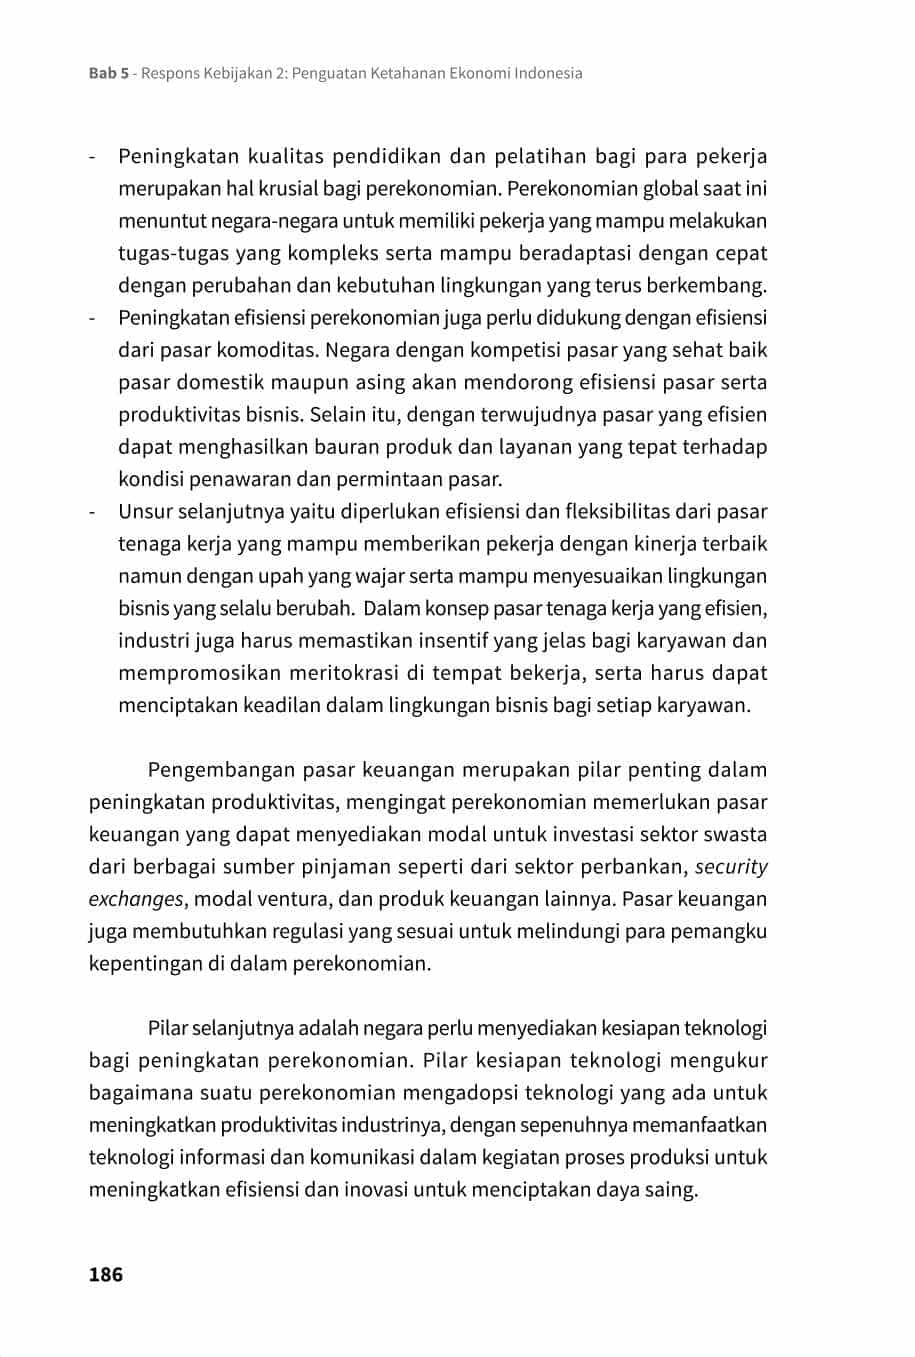 Bab 5 - Respons Kebijakan 2: Penguatan Ketahanan Ekonomi Indonesia
- Peningkatan kualitas pendidikan dan pelatihan bagi para pekerja
merupakan hal krusial bagi perekonomian. Perekonomian global saat ini
menuntut negara-negara untuk memiliki pekerja yang mampu melakukan
tugas-tugas yang kompleks serta mampu beradaptasi dengan cepat
dengan perubahan dan kebutuhan lingkungan yang terus berkembang.
- Peningkatan efisiensi perekonomian juga perlu didukung dengan efisiensi
dari pasar komoditas. Negara dengan kompetisi pasar yang sehat baik
pasar domestik maupun asing akan mendorong efisiensi pasar serta
produktivitas bisnis. Selain itu, dengan terwujudnya pasar yang efisien
dapat menghasilkan bauran produk dan layanan yang tepat terhadap
kondisi penawaran dan permintaan pasar.
- Unsur selanjutnya yaitu diperlukan efisiensi dan fleksibilitas dari pasar
tenaga kerja yang mampu memberikan pekerja dengan kinerja terbaik
namun dengan upah yang wajar serta mampu menyesuaikan lingkungan
bisnis yang selalu berubah.  Dalam konsep pasar tenaga kerja yang efisien,
industri juga harus memastikan insentif yang jelas bagi karyawan dan
mempromosikan meritokrasi di tempat bekerja, serta harus dapat
menciptakan keadilan dalam lingkungan bisnis bagi setiap karyawan.
Pengembangan pasar keuangan merupakan pilar penting dalam
peningkatan produktivitas, mengingat perekonomian memerlukan pasar
keuangan yang dapat menyediakan modal untuk investasi sektor swasta
dari berbagai sumber pinjaman seperti dari sektor perbankan, security
exchanges, modal ventura, dan produk keuangan lainnya. Pasar keuangan
juga membutuhkan regulasi yang sesuai untuk melindungi para pemangku
kepentingan di dalam perekonomian.
Pilar selanjutnya adalah negara perlu menyediakan kesiapan teknologi
bagi peningkatan perekonomian. Pilar kesiapan teknologi mengukur
bagaimana suatu perekonomian mengadopsi teknologi yang ada untuk
meningkatkan produktivitas industrinya, dengan sepenuhnya memanfaatkan
teknologi informasi dan komunikasi dalam kegiatan proses produksi untuk
meningkatkan efisiensi dan inovasi untuk menciptakan daya saing.
186